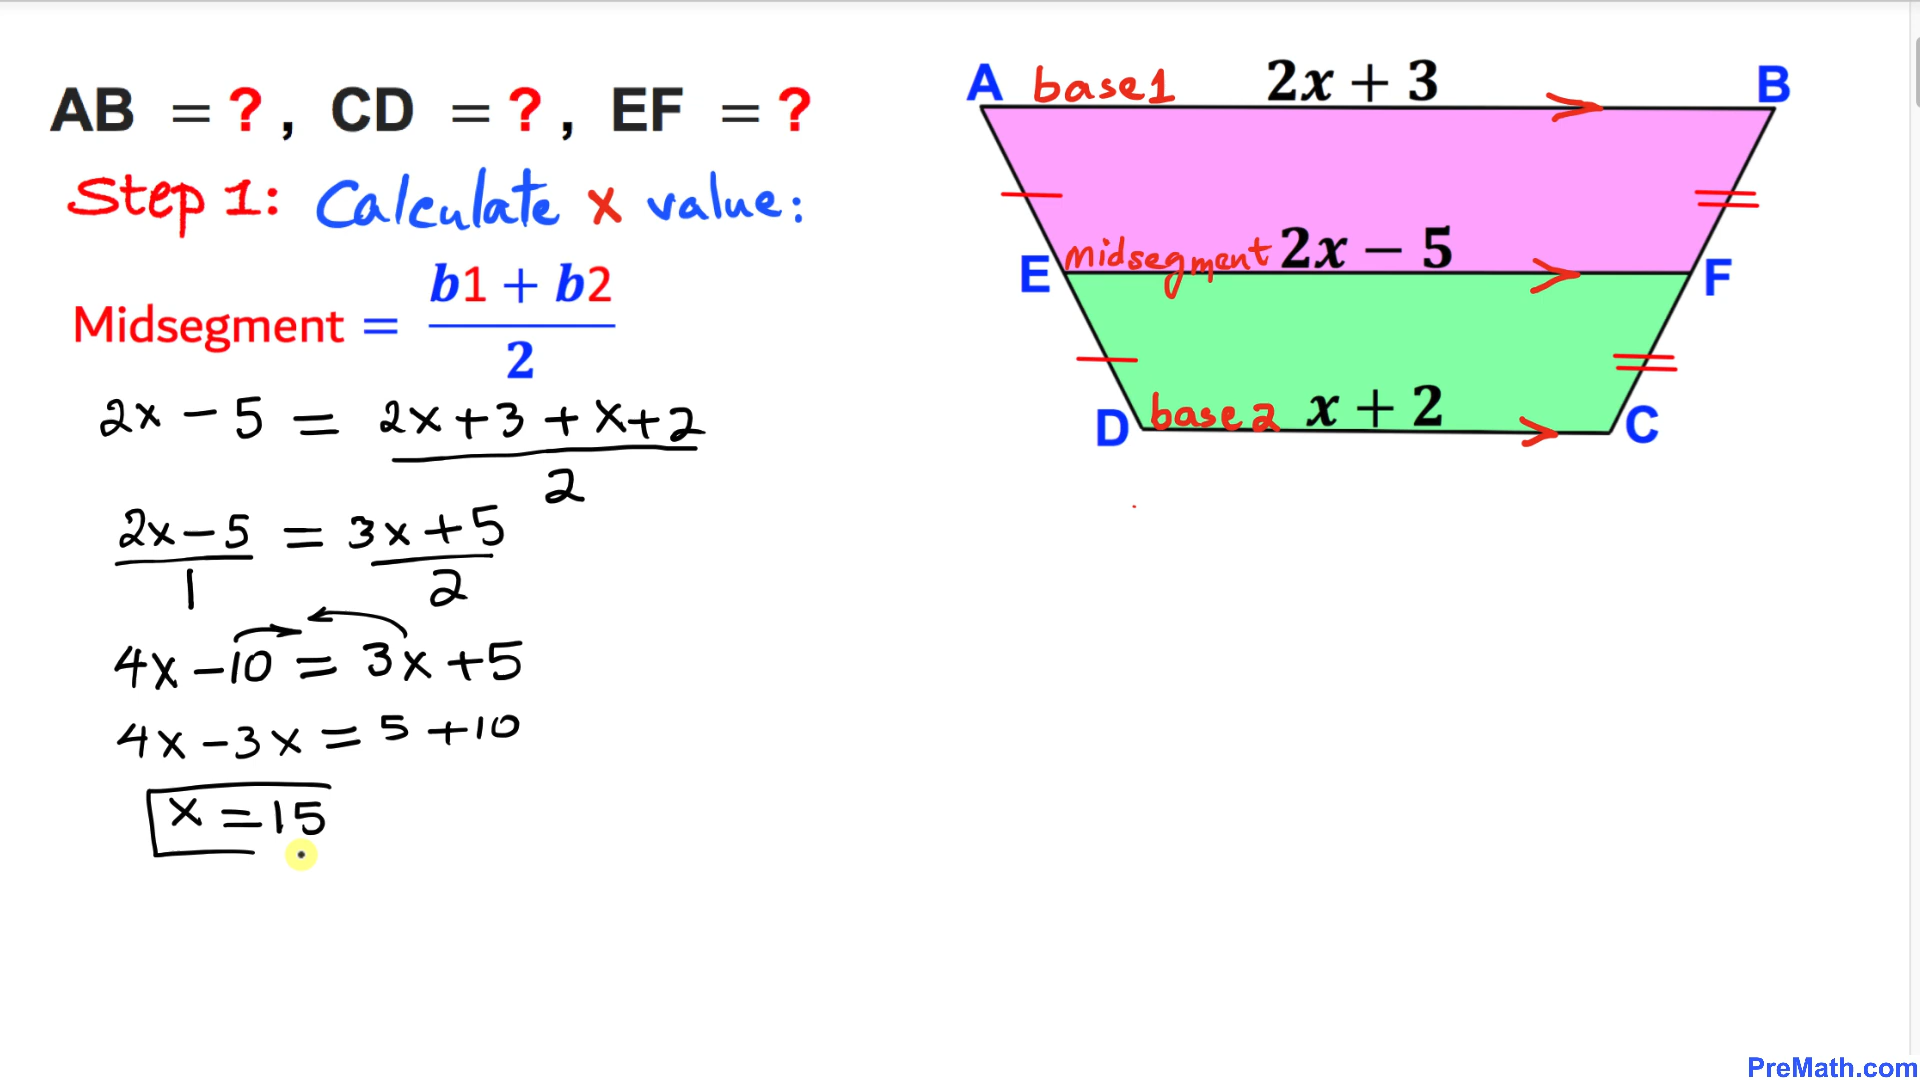 AB = ?, CD = ?, EF = ?
Step 1: Calculate x value:
Midsegment = b1 + b2
2
2x - 5 = 2x + 3 + x + 2
2
2x - 5 = 3x + 5
1 2
4x - 10 = 3x + 5
4x - 3x = 5 + 10
x = 15
A base1 2x + 3 B
E midsegment 2x − 5 F
D base2 x + 2 C
PreMath.com